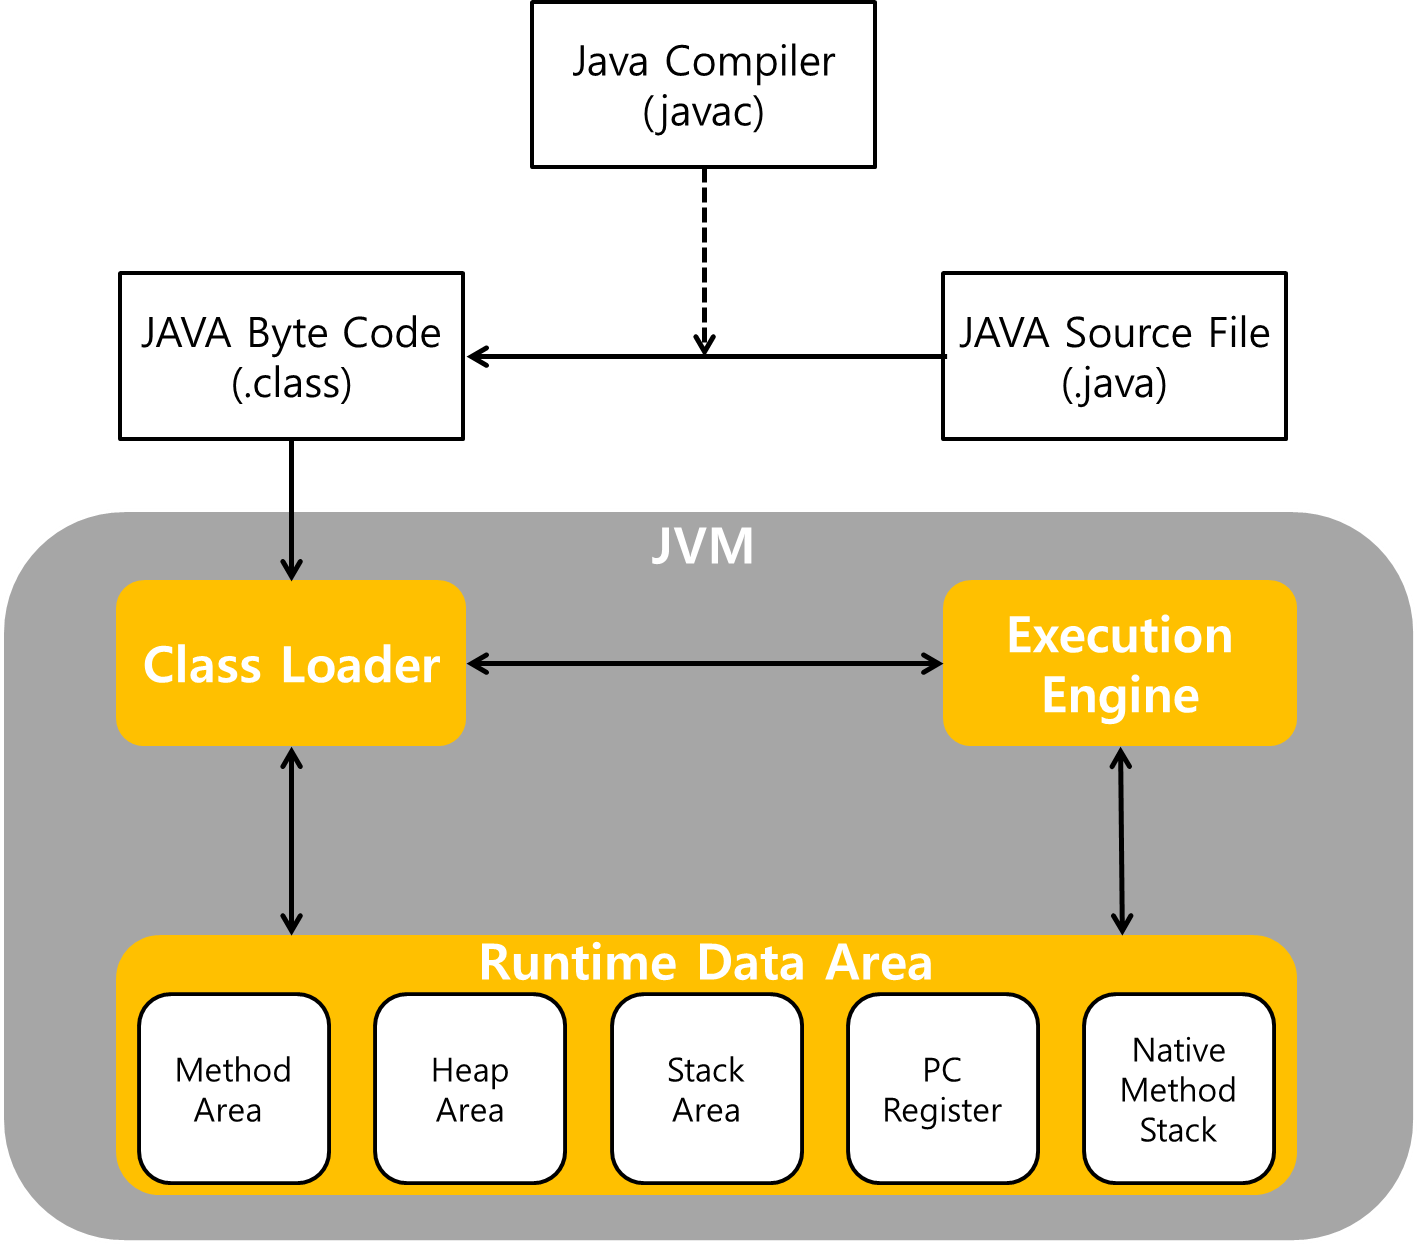 Java Compiler
(javac)
JAVA Byte Code
(.class)
JAVA Source File
(.java)
JVM
Class Loader
Execution
Engine
Runtime Data Area
Method
Area
Heap
Area
Stack
Area
PC
Register
Native
Method
Stack